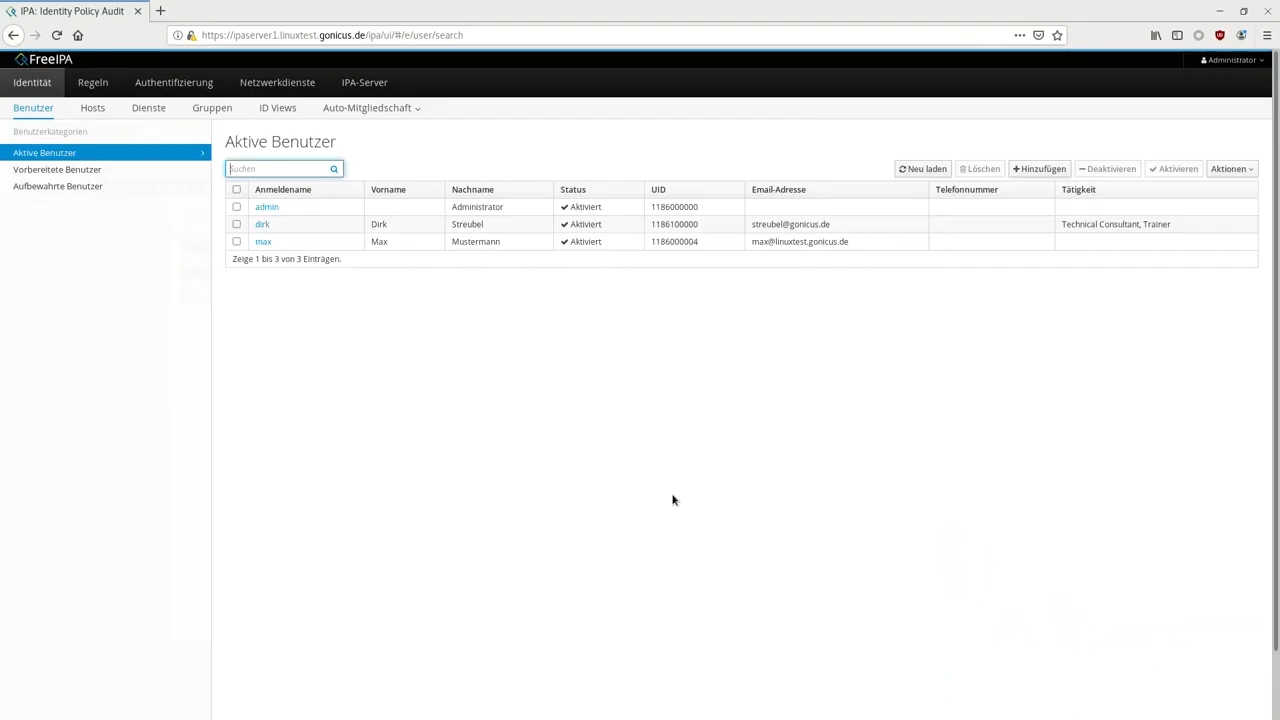 IPA: Identity Policy Audit
https://ipaserver1.linuxtest.gonicus.de/ipa/ui/#/e/user/search
FreeIPA
Administrator
Identität Regeln Authentifizierung Netzwerkdienste IPA-Server
Benutzer Hosts Dienste Gruppen ID Views Auto-Mitgliedschaft
Benutzerkategorien
Aktive Benutzer
Vorbereitete Benutzer
Aufbewahrte Benutzer
Aktive Benutzer
Suchen
Neu laden Löschen Hinzufügen Deaktivieren Aktivieren Aktionen
Anmeldename Vorname Nachname Status UID Email-Adresse Telefonnummer Tätigkeit
admin Administrator Aktiviert 1186000000
dirk Dirk Streubel Aktiviert 1186100000 streubel@gonicus.de Technical Consultant, Trainer
max Max Mustermann Aktiviert 1186000004 max@linuxtest.gonicus.de
Zeige 1 bis 3 von 3 Einträgen.